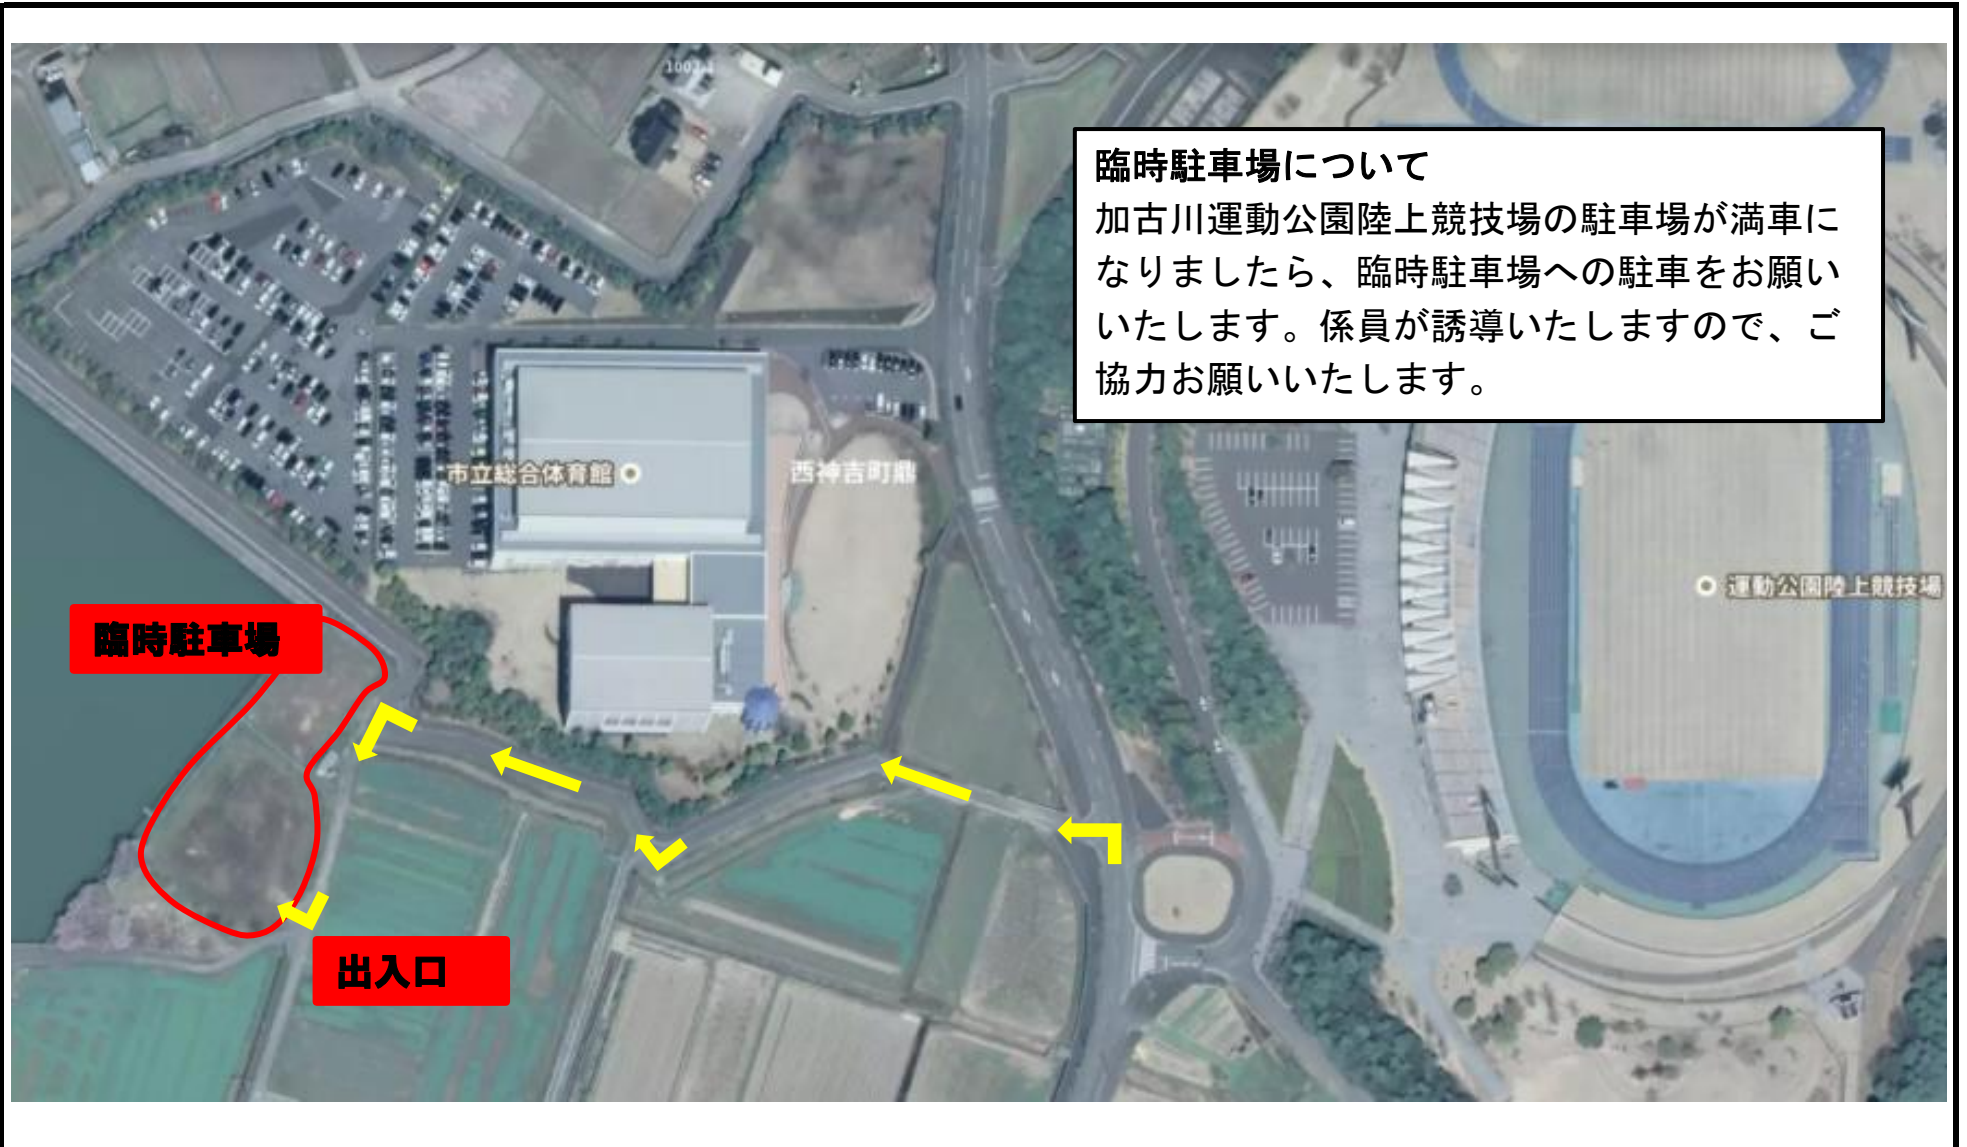 1003-1
臨時駐車場について
加古川運動公園陸上競技場の駐車場が満車に
なりましたら、臨時駐車場への駐車をお願い
いたします。係員が誘導いたしますので、ご
協力お願いいたします。
市立総合体育館
西神吉町鼎
運動公園陸上競技場
臨時駐車場
出入口